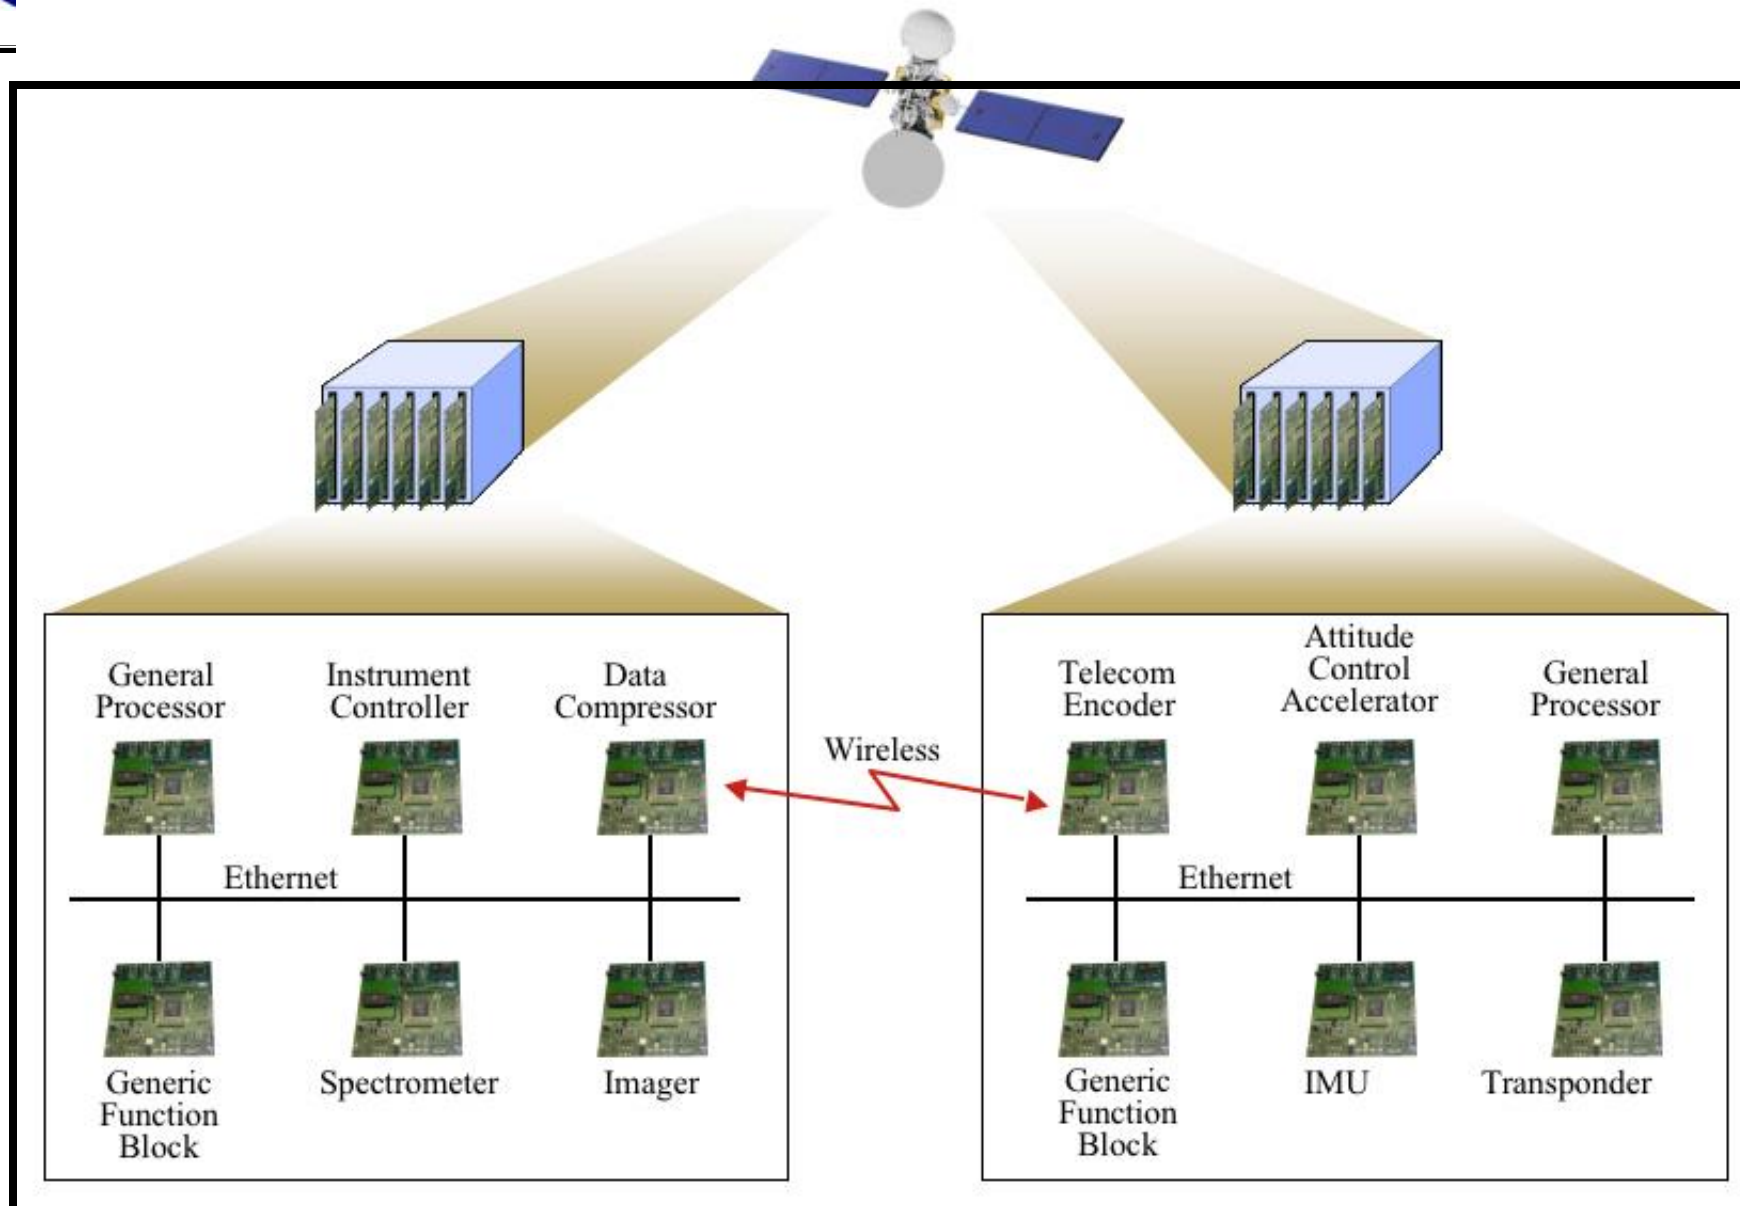 General
Processor
Instrument
Controller
Data
Compressor
Ethernet
Generic
Function
Block
Spectrometer
Imager
Wireless
Telecom
Encoder
Attitude
Control
Accelerator
General
Processor
Ethernet
Generic
Function
Block
IMU
Transponder